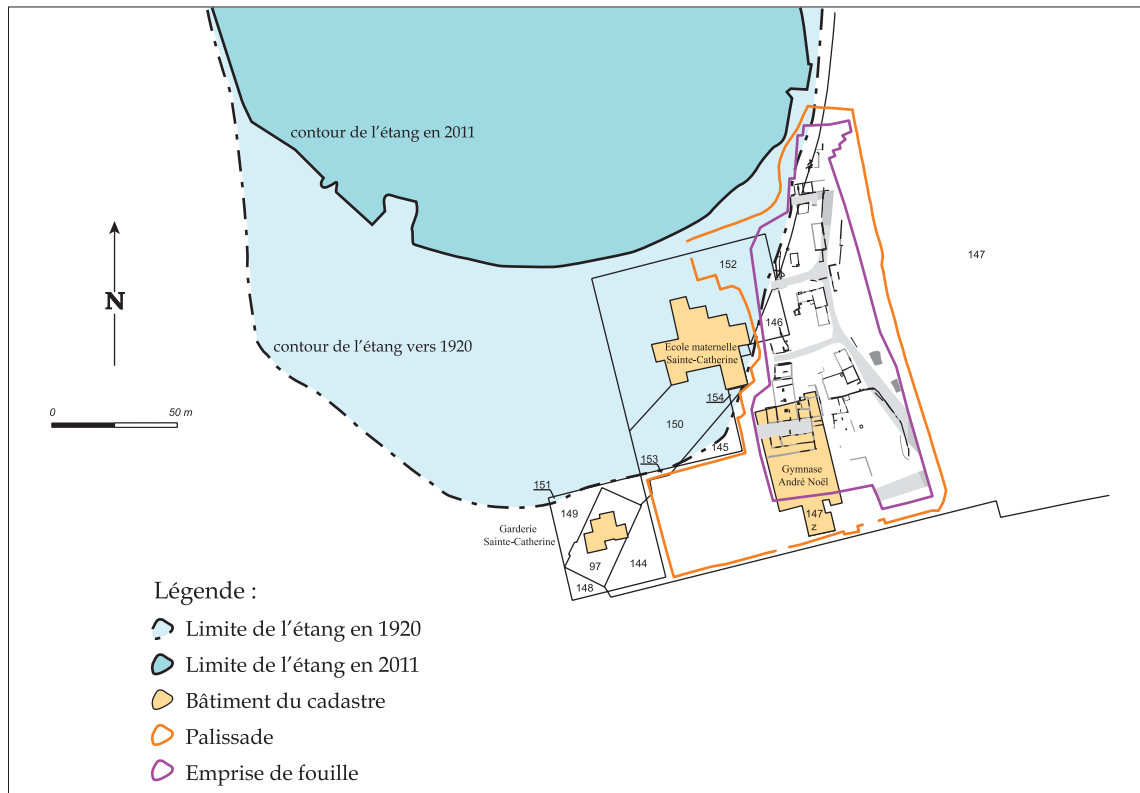 contour de l'étang en 2011
147
152
N
146
contour de l'étang vers 1920
Ecole maternelle
Sainte-Catherine
0
50 m
154
150
145
153
Gymnase
André Noël
151
149
147
z
Garderie
Sainte-Catherine
97
144
148
Légende :
Limite de l'étang en 1920
Limite de l'étang en 2011
Bâtiment du cadastre
Palissade
Emprise de fouille